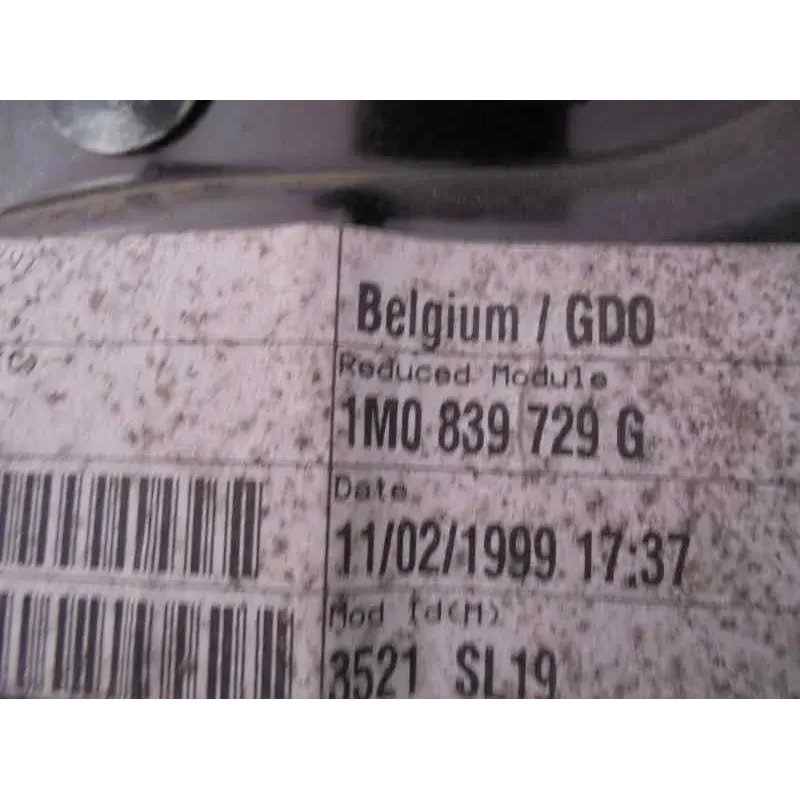 Belgium / GDO
Reduced Module
1M0 839 729 G
Date
11/02/1999 17:37
Mod Id(M)
3521 SL19